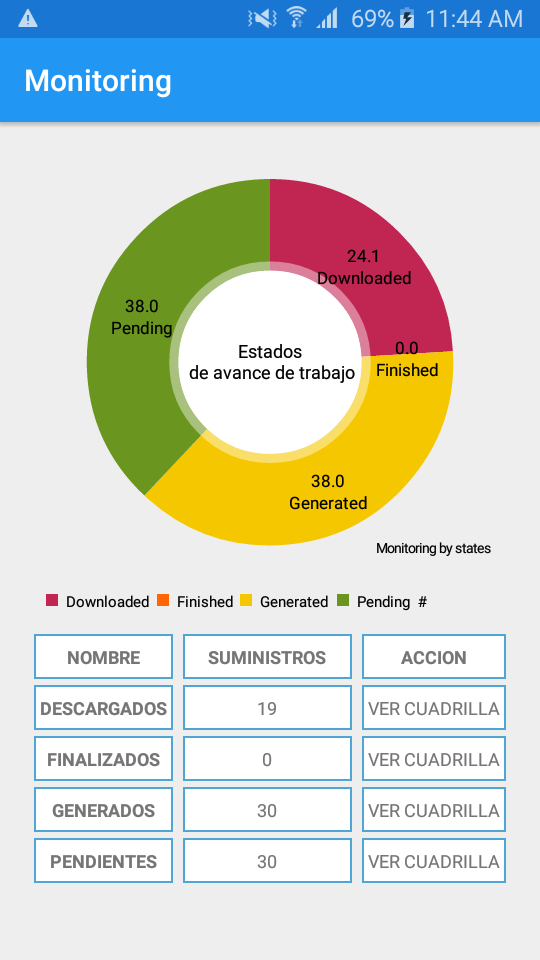 69% 11:44 AM
Monitoring
24.1
Downloaded
38.0
Pending
0.0
Finished
Estados
de avance de trabajo
38.0
Generated
Monitoring by states
Downloaded Finished Generated Pending #
NOMBRE SUMINISTROS ACCION
DESCARGADOS 19 VER CUADRILLA
FINALIZADOS 0 VER CUADRILLA
GENERADOS 30 VER CUADRILLA
PENDIENTES 30 VER CUADRILLA